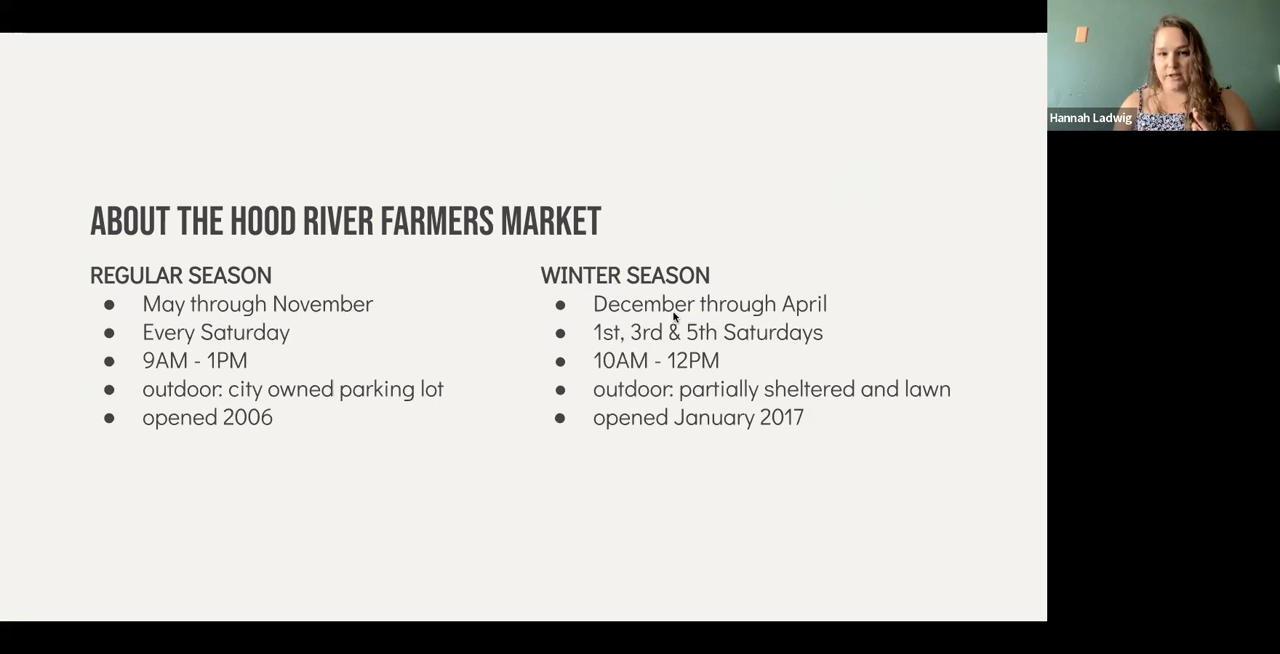 Hannah Ladwig
ABOUT THE HOOD RIVER FARMERS MARKET
REGULAR SEASON
● May through November
● Every Saturday
● 9AM - 1PM
● outdoor: city owned parking lot
● opened 2006
WINTER SEASON
● December through April
● 1st, 3rd & 5th Saturdays
● 10AM - 12PM
● outdoor: partially sheltered and lawn
● opened January 2017